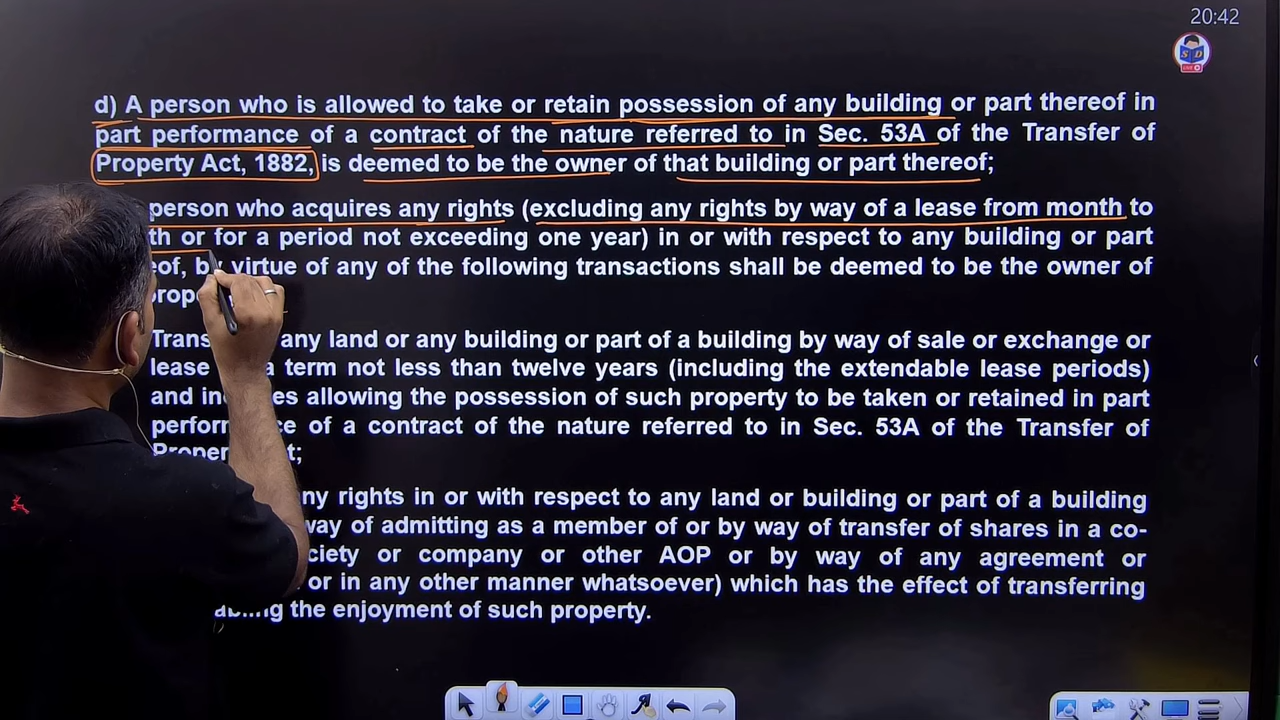 20:42
d) A person who is allowed to take or retain possession of any building or part thereof in
part performance of a contract of the nature referred to in Sec. 53A of the Transfer of
Property Act, 1882, is deemed to be the owner of that building or part thereof;
person who acquires any rights (excluding any rights by way of a lease from month to
or for a period not exceeding one year) in or with respect to any building or part
virtue of any of the following transactions shall be deemed to be the owner of
any land or any building or part of a building by way of sale or exchange or
lease a term not less than twelve years (including the extendable lease periods)
and allowing the possession of such property to be taken or retained in part
of a contract of the nature referred to in Sec. 53A of the Transfer of
rights in or with respect to any land or building or part of a building
way of admitting as a member of or by way of transfer of shares in a co-
or company or other AOP or by way of any agreement or
or in any other manner whatsoever) which has the effect of transferring
the enjoyment of such property.